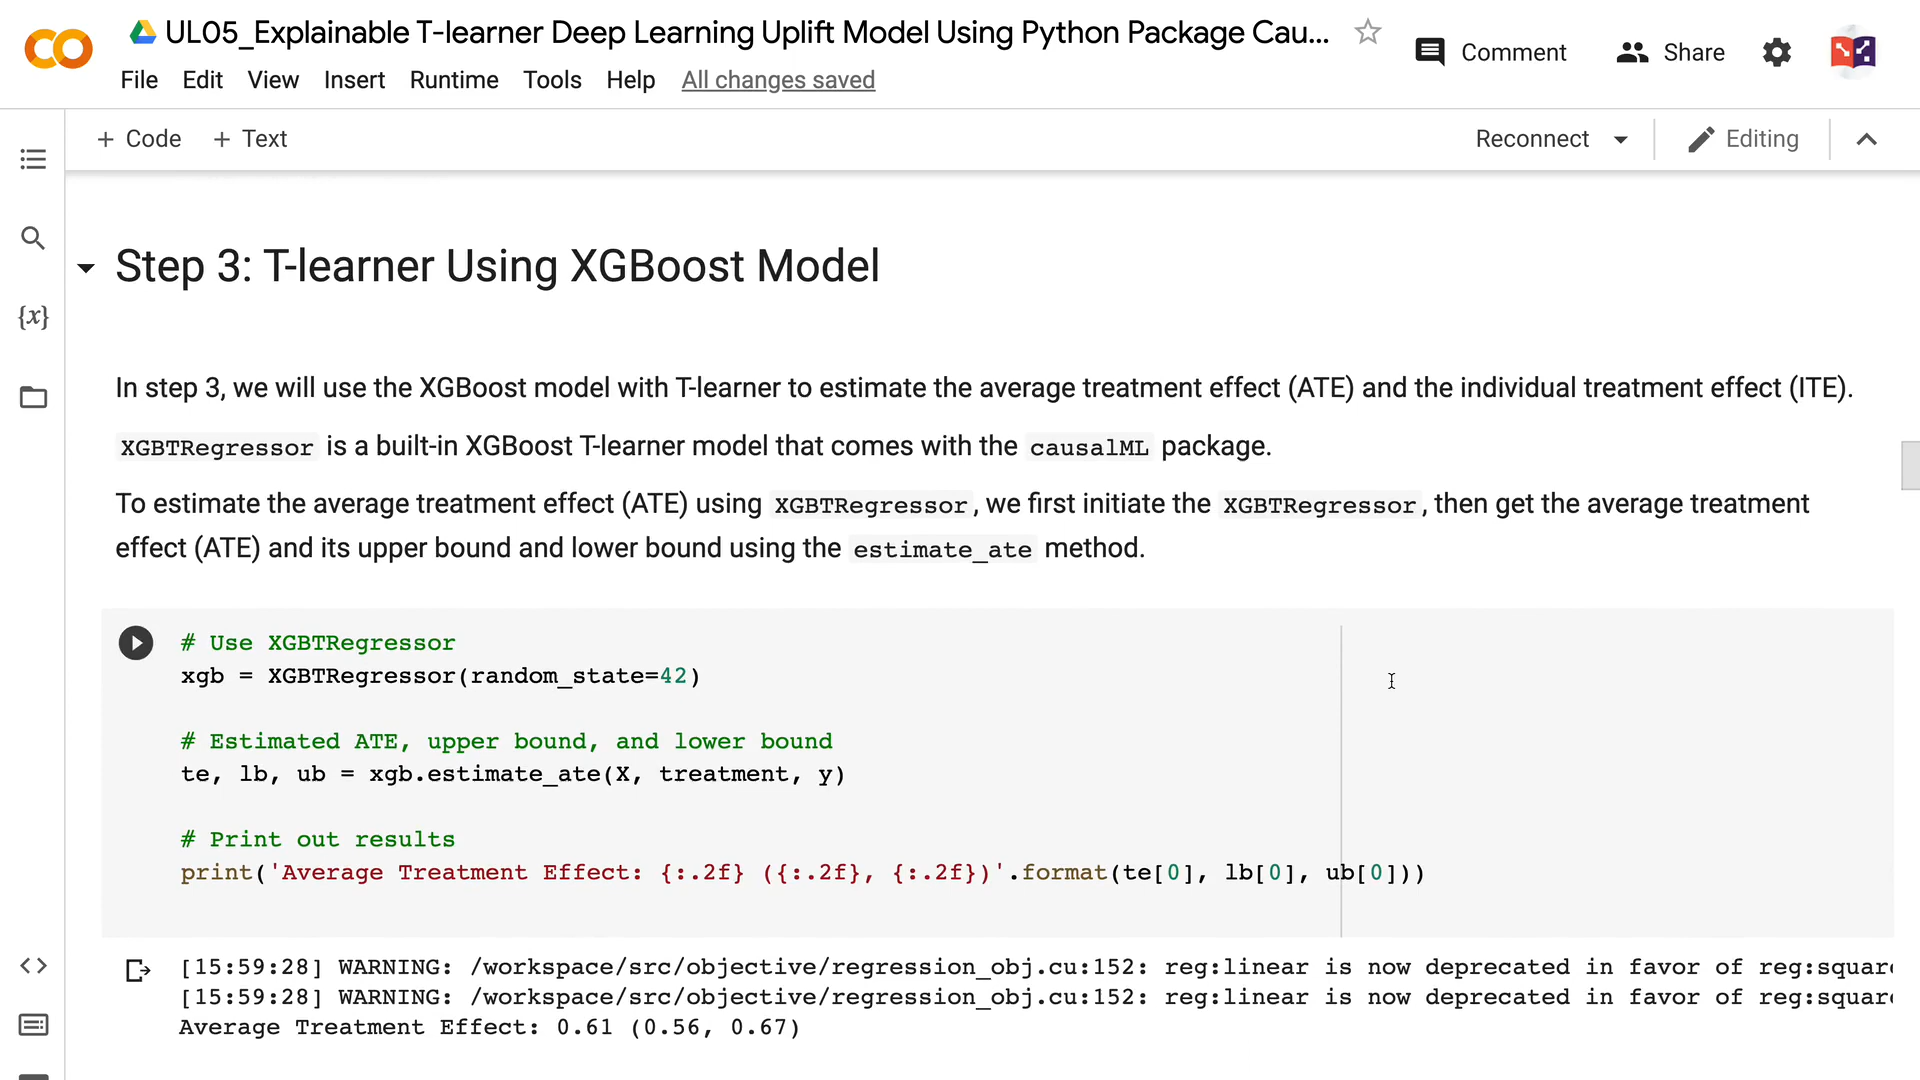 UL05_Explainable T-learner Deep Learning Uplift Model Using Python Package Cau...
Comment
Share
File Edit View Insert Runtime Tools Help All changes saved
+ Code + Text
Reconnect
Editing
{x}
Step 3: T-learner Using XGBoost Model
In step 3, we will use the XGBoost model with T-learner to estimate the average treatment effect (ATE) and the individual treatment effect (ITE).
XGBTRegressor is a built-in XGBoost T-learner model that comes with the causalML package.
To estimate the average treatment effect (ATE) using XGBTRegressor, we first initiate the XGBTRegressor, then get the average treatment
effect (ATE) and its upper bound and lower bound using the estimate_ate method.
# Use XGBTRegressor
xgb = XGBTRegressor(random_state=42)
# Estimated ATE, upper bound, and lower bound
te, lb, ub = xgb.estimate_ate(X, treatment, y)
# Print out results
print('Average Treatment Effect: {:.2f} ({:.2f}, {:.2f})'.format(te[0], lb[0], ub[0]))
[15:59:28] WARNING: /workspace/src/objective/regression_obj.cu:152: reg:linear is now deprecated in favor of reg:square
[15:59:28] WARNING: /workspace/src/objective/regression_obj.cu:152: reg:linear is now deprecated in favor of reg:square
Average Treatment Effect: 0.61 (0.56, 0.67)